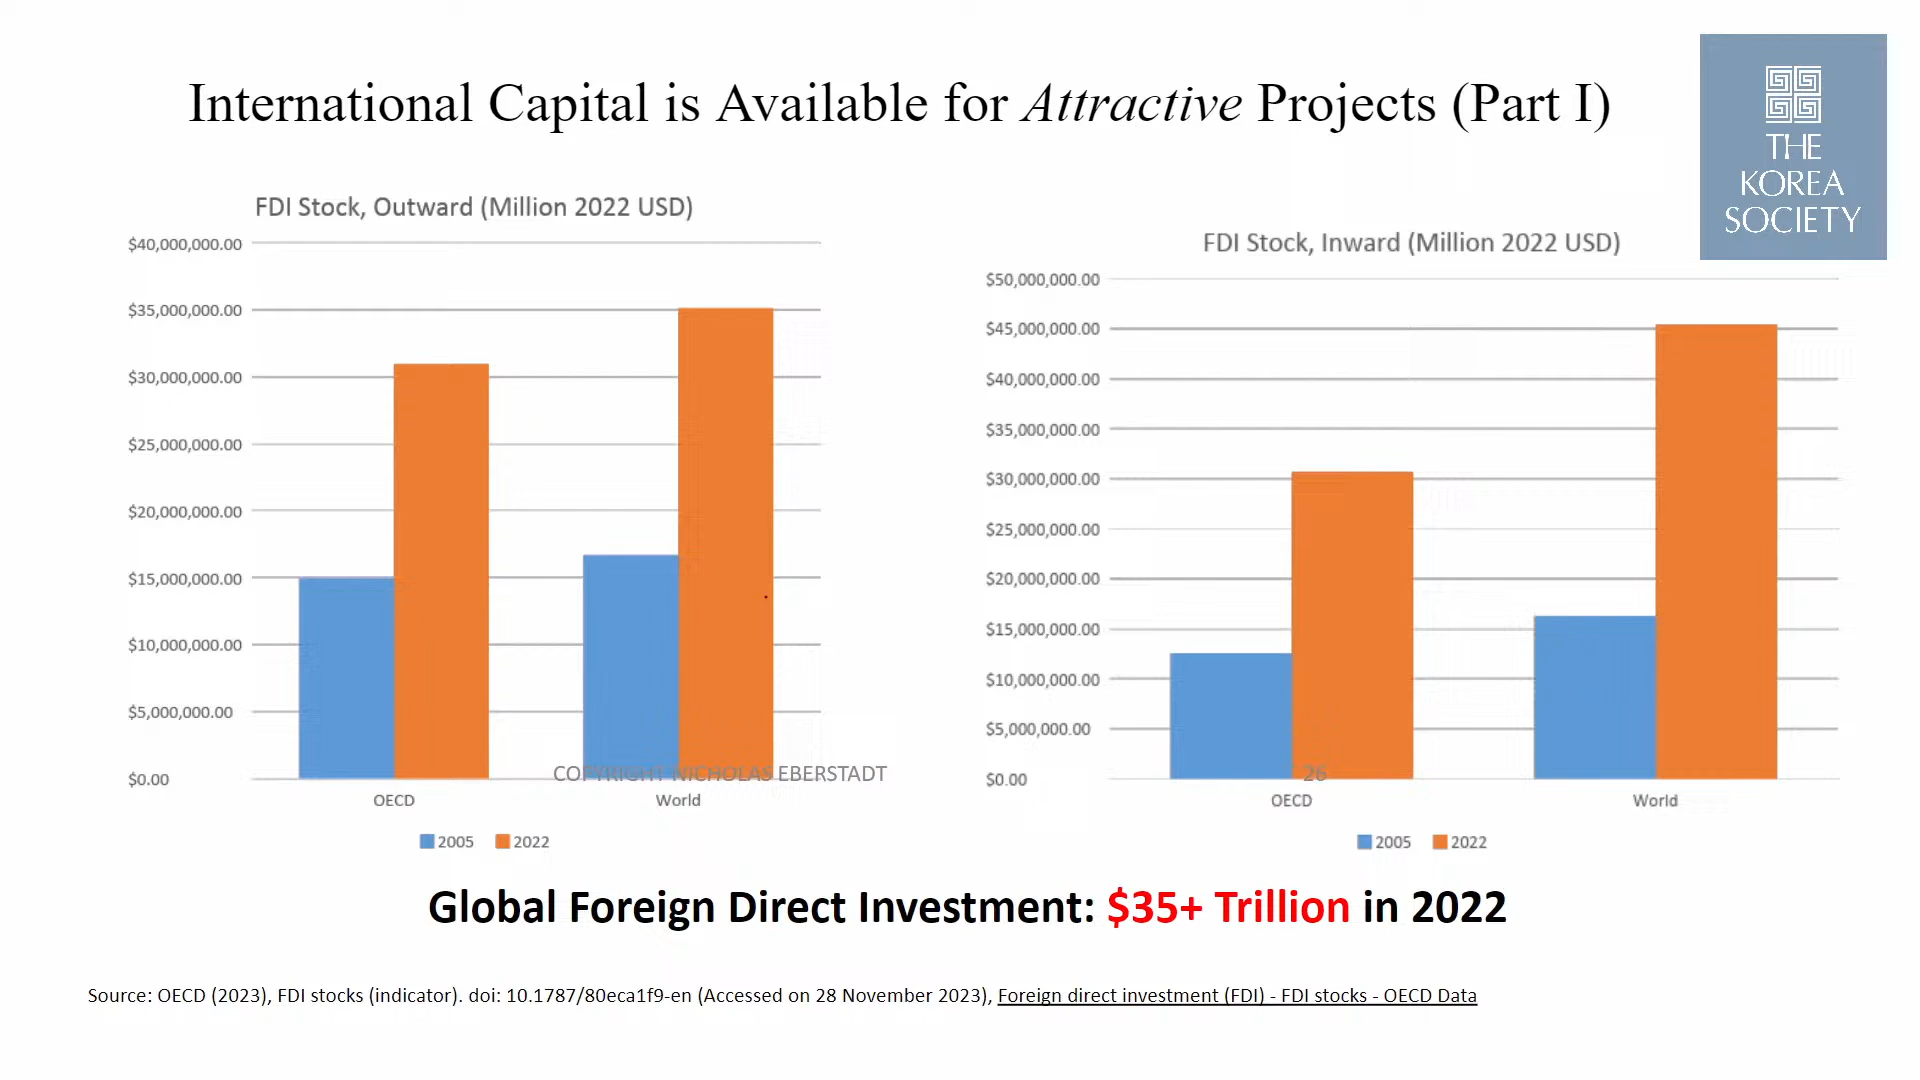 International Capital is Available for Attractive Projects (Part I)
THE
KOREA
SOCIETY
FDI Stock, Outward (Million 2022 USD)
$40,000,000.00
$35,000,000.00
$30,000,000.00
$25,000,000.00
$20,000,000.00
$15,000,000.00
$10,000,000.00
$5,000,000.00
$0.00
OECD
World
2005
2022
FDI Stock, Inward (Million 2022 USD)
$50,000,000.00
$45,000,000.00
$40,000,000.00
$35,000,000.00
$30,000,000.00
$25,000,000.00
$20,000,000.00
$15,000,000.00
$10,000,000.00
$5,000,000.00
$0.00
OECD
World
2005
2022
COPYRIGHT NICHOLAS EBERSTADT
26
Global Foreign Direct Investment: $35+ Trillion in 2022
Source: OECD (2023), FDI stocks (indicator). doi: 10.1787/80eca1f9-en (Accessed on 28 November 2023), Foreign direct investment (FDI) - FDI stocks - OECD Data